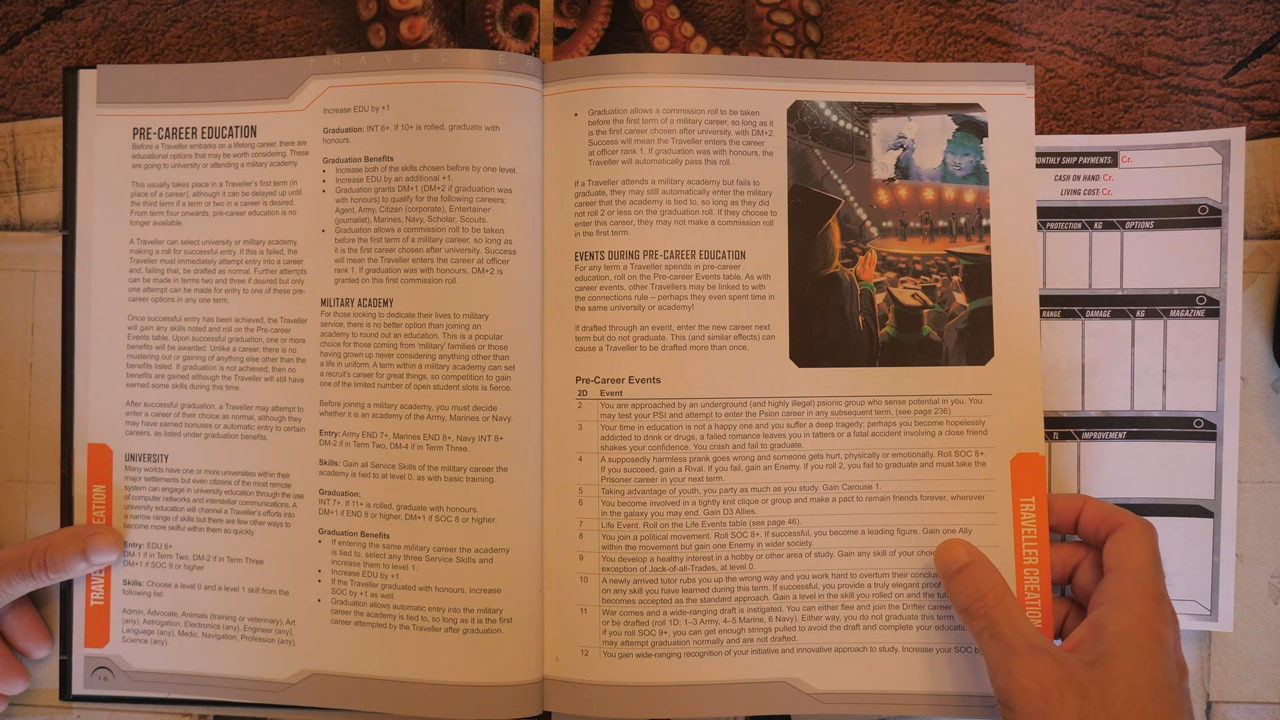 TRAVELLER
PRE-CAREER EDUCATION
Before a Traveller embarks on a lifelong career, there are
educational options that may be worth considering. These
are going to university or attending a military academy.
This usually takes place in a Traveller's first term (in
place of a career), although it can be delayed up until
the third term if a term or two in a career is desired.
From term four onwards, pre-career education is no
longer available.
A Traveller can select university or military academy,
making a roll for successful entry. If this is failed, the
Traveller must immediately attempt entry into a career
and, failing that, be drafted as normal. Further attempts
can be made in terms two and three if desired but only
one attempt can be made for entry to one of these pre-
career options in any one term.
Once successful entry has been achieved, the Traveller
will gain any skills noted and roll on the Pre-career
Events table. Upon successful graduation, one or more
benefits will be awarded. Unlike a career, there is no
mustering out or gaining of anything else other than the
benefits listed. If graduation is not achieved, then no
benefits are gained although the Traveller will still have
earned some skills during this time.
After successful graduation, a Traveller may attempt to
enter a career of their choice as normal, although they
may have earned bonuses or automatic entry to certain
careers, as listed under graduation benefits.
UNIVERSITY
Many worlds have one or more universities within their
major settlements but even citizens of the most remote
system can engage in university education through the use
of computer networks and interstellar communications. A
university education will channel a Traveller's efforts into
a narrow range of skills but there are few other ways to
become more skilful within them so quickly.
Entry: EDU 6+
DM-1 if in Term Two, DM-2 if in Term Three
DM+1 if SOC 9 or higher
Skills: Choose a level 0 and a level 1 skill from the
following list:
Admin, Advocate, Animals (training or veterinary), Art
(any), Astrogation, Electronics (any), Engineer (any),
Language (any), Medic, Navigation, Profession (any),
Science (any).
16
Increase EDU by +1
Graduation: INT 6+. If 10+ is rolled, graduate with
honours.
Graduation Benefits
• Increase both of the skills chosen before by one level.
• Increase EDU by an additional +1.
• Graduation grants DM+1 (DM+2 if graduation was
with honours) to qualify for the following careers;
Agent, Army, Citizen (corporate), Entertainer
(journalist), Marines, Navy, Scholar, Scouts.
• Graduation allows a commission roll to be taken
before the first term of a military career, so long as
it is the first career chosen after university. Success
will mean the Traveller enters the career at officer
rank 1. If graduation was with honours, DM+2 is
granted on this first commission roll.
MILITARY ACADEMY
For those looking to dedicate their lives to military
service, there is no better option than joining an
academy to round out an education. This is a popular
choice for those coming from 'military' families or those
having grown up never considering anything other than
a life in uniform. A term within a military academy can set
a recruit's career for great things, so competition to gain
one of the limited number of open student slots is fierce.
Before joining a military academy, you must decide
whether it is an academy of the Army, Marines or Navy.
Entry: Army END 7+, Marines END 8+, Navy INT 8+
DM-2 if in Term Two, DM-4 if in Term Three.
Skills: Gain all Service Skills of the military career the
academy is tied to at level 0, as with basic training.
Graduation:
INT 7+. If 11+ is rolled, graduate with honours.
DM+1 if END 8 or higher, DM+1 if SOC 8 or higher.
Graduation Benefits
• If entering the same military career the academy
is tied to, select any three Service Skills and
increase them to level 1.
• Increase EDU by +1.
• If the Traveller graduated with honours, increase
SOC by +1 as well.
• Graduation allows automatic entry into the military
career the academy is tied to, so long as it is the first
career attempted by the Traveller after graduation.
• Graduation allows a commission roll to be taken
before the first term of a military career, so long as it
is the first career chosen after university, with DM+2.
Success will mean the Traveller enters the career
at officer rank 1. If graduation was with honours, the
Traveller will automatically pass this roll.
If a Traveller attends a military academy but fails to
graduate, they may still automatically enter the military
career that the academy is tied to, so long as they did
not roll 2 or less on the graduation roll. If they choose to
enter this career, they may not make a commission roll
in the first term.
EVENTS DURING PRE-CAREER EDUCATION
For any term a Traveller spends in pre-career
education, roll on the Pre-career Events table. As with
career events, other Travellers may be linked to with
the connections rule – perhaps they even spent time in
the same university or academy!
If drafted through an event, enter the new career next
term but do not graduate. This (and similar effects) can
cause a Traveller to be drafted more than once.
Pre-Career Events
2D Event
2 You are approached by an underground (and highly illegal) psionic group who sense potential in you. You
may test your PSI and attempt to enter the Psion career in any subsequent term, (see page 236).
3 Your time in education is not a happy one and you suffer a deep tragedy; perhaps you become hopelessly
addicted to drink or drugs, a failed romance leaves you in tatters or a fatal accident involving a close friend
shakes your confidence. You crash and fail to graduate.
4 A supposedly harmless prank goes wrong and someone gets hurt, physically or emotionally. Roll SOC 8+.
If you succeed, gain a Rival. If you fail, gain an Enemy. If you roll 2, you fail to graduate and must take the
Prisoner career in your next term.
5 Taking advantage of youth, you party as much as you study. Gain Carouse 1.
6 You become involved in a tightly knit clique or group and make a pact to remain friends forever, wherever
in the galaxy you may end. Gain D3 Allies.
7 Life Event. Roll on the Life Events table (see page 46).
8 You join a political movement. Roll SOC 8+. If successful, you become a leading figure. Gain one Ally
within the movement but gain one Enemy in wider society.
9 You develop a healthy interest in a hobby or other area of study. Gain any skill of your choi
exception of Jack-of-all-Trades, at level 0.
10 A newly arrived tutor rubs you up the wrong way and you work hard to overturn their conclus
on any skill you have learned during this term. If successful, you provide a truly elegant proof
becomes accepted as the standard approach. Gain a level in the skill you rolled on and the tut
11 War comes and a wide-ranging draft is instigated. You can either flee and join the Drifter career
or be drafted (roll 1D: 1–3 Army, 4–5 Marine, 6 Navy). Either way, you do not graduate this term.
if you roll SOC 9+, you can get enough strings pulled to avoid the draft and complete your educatio
may attempt graduation normally and are not drafted.
12 You gain wide-ranging recognition of your initiative and innovative approach to study. Increase your SOC b
TRAVELLER CREATION
TRAVEL
EATION
MONTHLY SHIP PAYMENTS: Cr.
CASH ON HAND: Cr.
LIVING COST: Cr.
PROTECTION KG OPTIONS
RANGE DAMAGE KG MAGAZINE
TL IMPROVEMENT